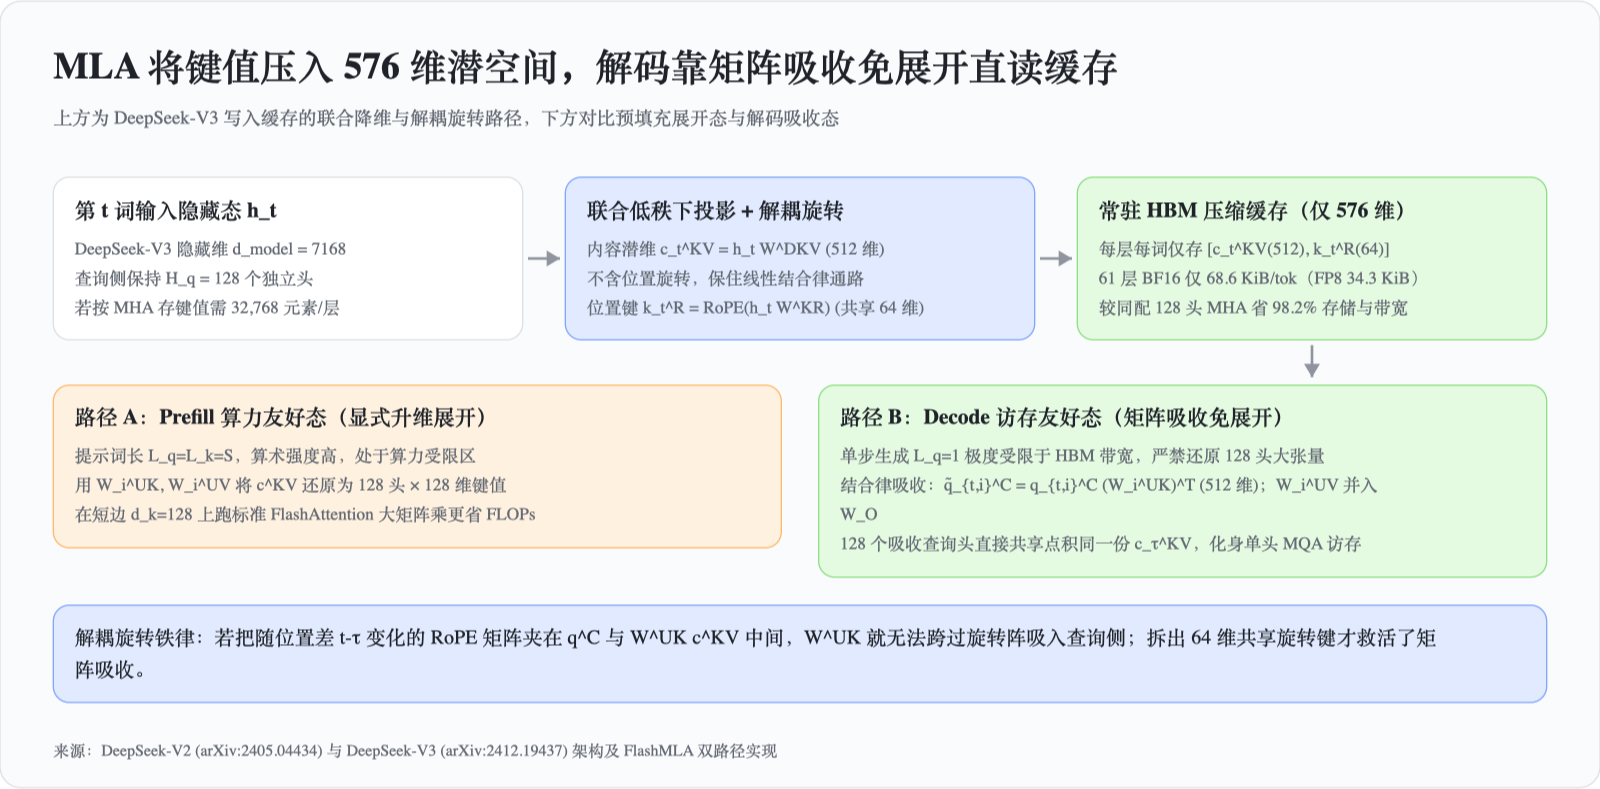 MLA 将键值压入 576 维潜空间，解码靠矩阵吸收免展开直读缓存
上方为 DeepSeek-V3 写入缓存的联合降维与解耦旋转路径，下方对比预填充展开态与解码吸收态
第 t 词输入隐藏态 h_t
DeepSeek-V3 隐藏维 d_model = 7168
查询侧保持 H_q = 128 个独立头
若按 MHA 存键值需 32,768 元素/层
联合低秩下投影 + 解耦旋转
内容潜维 c_t^KV = h_t W^DKV (512 维)
不含位置旋转，保住线性结合律通路
位置键 k_t^R = RoPE(h_t W^KR) (共享 64 维)
常驻 HBM 压缩缓存（仅 576 维）
每层每词仅存 [c_t^KV(512), k_t^R(64)]
61 层 BF16 仅 68.6 KiB/tok（FP8 34.3 KiB）
较同配 128 头 MHA 省 98.2% 存储与带宽
路径 A：Prefill 算力友好态（显式升维展开）
提示词长 L_q=L_k=S，算术强度高，处于算力受限区
用 W_i^UK, W_i^UV 将 c^KV 还原为 128 头 × 128 维键值
在短边 d_k=128 上跑标准 FlashAttention 大矩阵乘更省 FLOPs
路径 B：Decode 访存友好态（矩阵吸收免展开）
单步生成 L_q=1 极度受限于 HBM 带宽，严禁还原 128 头大张量
结合律吸收：q̃_{t,i}^C = q_{t,i}^C (W_i^UK)^T (512 维)；W_i^UV 并入
W_O
128 个吸收查询头直接共享点积同一份 c_τ^KV，化身单头 MQA 访存
解耦旋转铁律：若把随位置差 t-τ 变化的 RoPE 矩阵夹在 q^C 与 W^UK c^KV 中间，W^UK 就无法跨过旋转阵吸入查询侧；拆出 64 维共享旋转键才救活了矩
阵吸收。
来源：DeepSeek-V2 (arXiv:2405.04434) 与 DeepSeek-V3 (arXiv:2412.19437) 架构及 FlashMLA 双路径实现